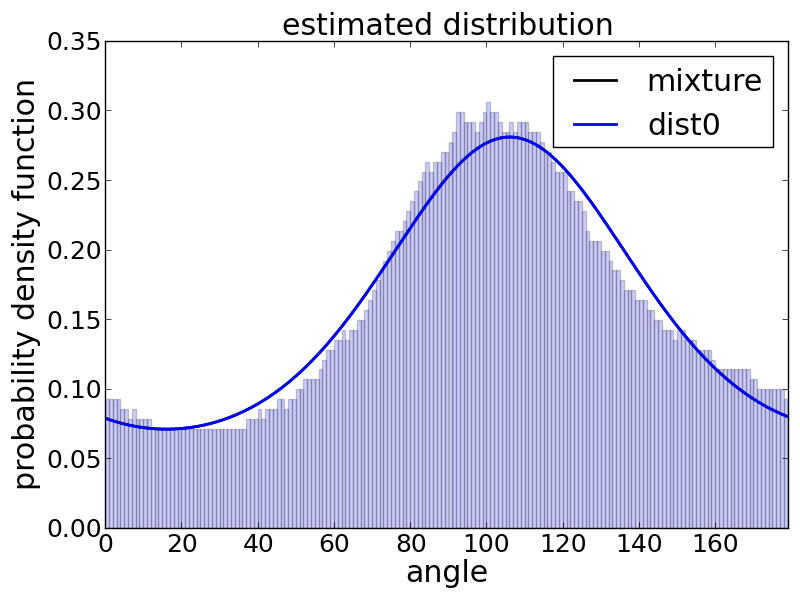 estimated distribution
probability density function
0.35
0.30
0.25
0.20
0.15
0.10
0.05
0.00
mixture
dist0
0 20 40 60 80 100 120 140 160
angle